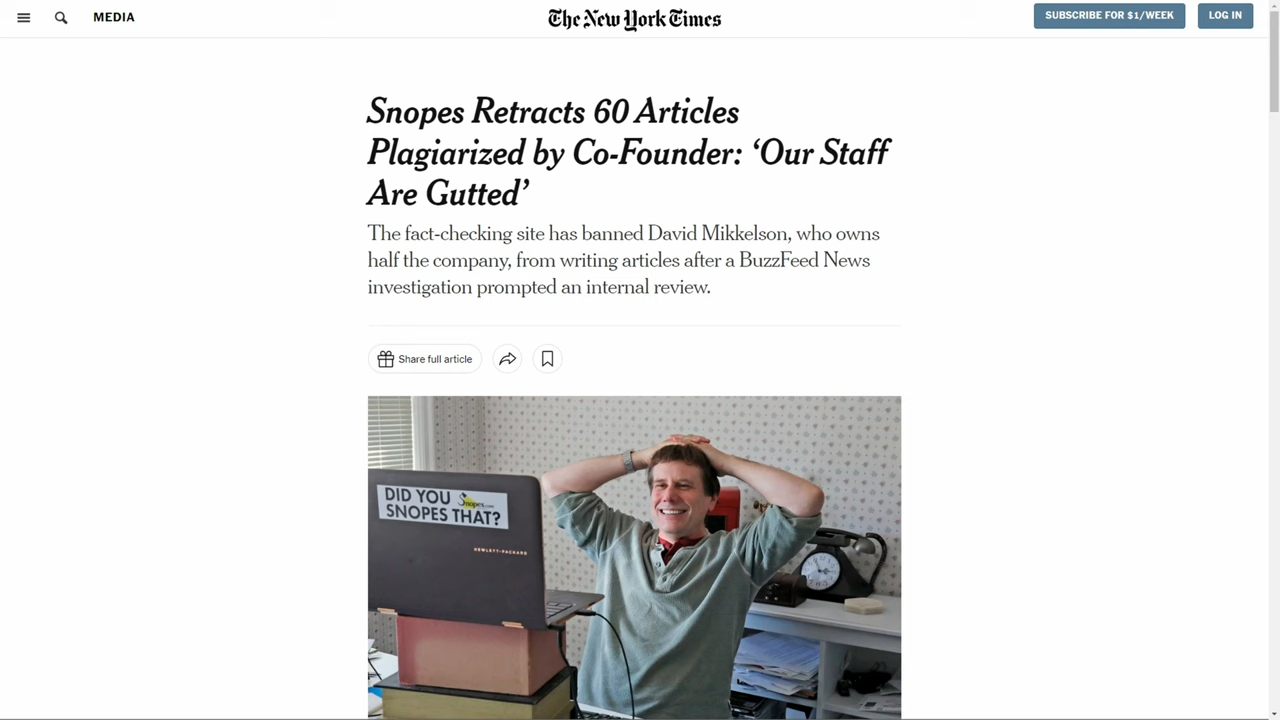 MEDIA
The New York Times
SUBSCRIBE FOR $1/WEEK
LOG IN
Snopes Retracts 60 Articles
Plagiarized by Co-Founder: ‘Our Staff
Are Gutted’
The fact-checking site has banned David Mikkelson, who owns
half the company, from writing articles after a BuzzFeed News
investigation prompted an internal review.
Share full article
DID YOU
SNOPES THAT?
Snopes.com
HEWLETT-PACKARD